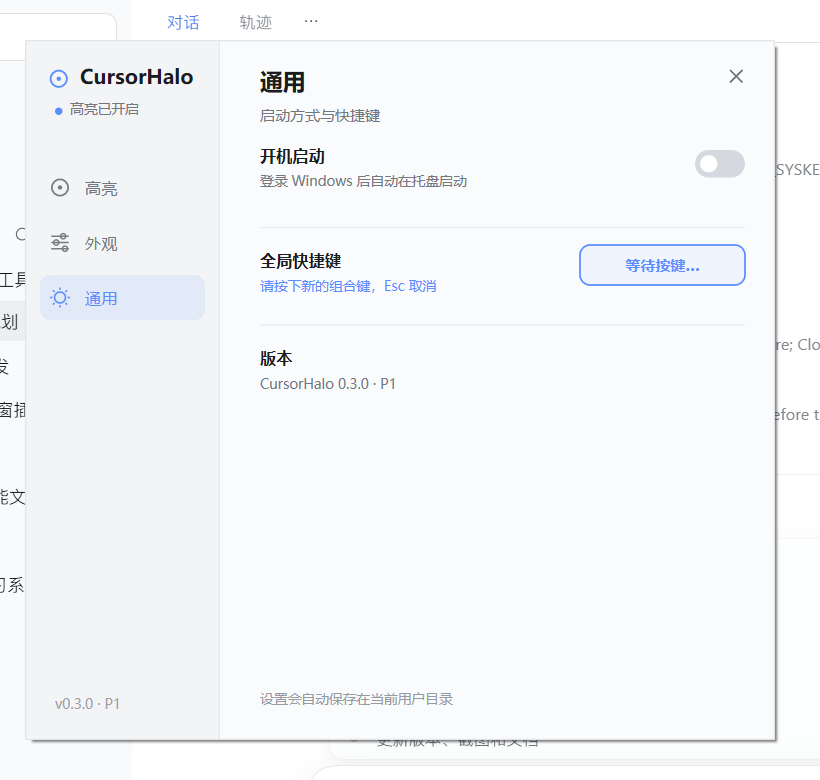 对话 轨迹 ...
CursorHalo
高亮已开启
高亮
外观
通用
v0.3.0 · P1
通用
启动方式与快捷键
开机启动
登录 Windows 后自动在托盘启动
全局快捷键
请按下新的组合键，Esc 取消
等待按键...
版本
CursorHalo 0.3.0 · P1
设置会自动保存在当前用户目录
工具
划
发
窗插
能文
习系
_SYSKE
re; Clo
efore t
更新版本、截图和文档